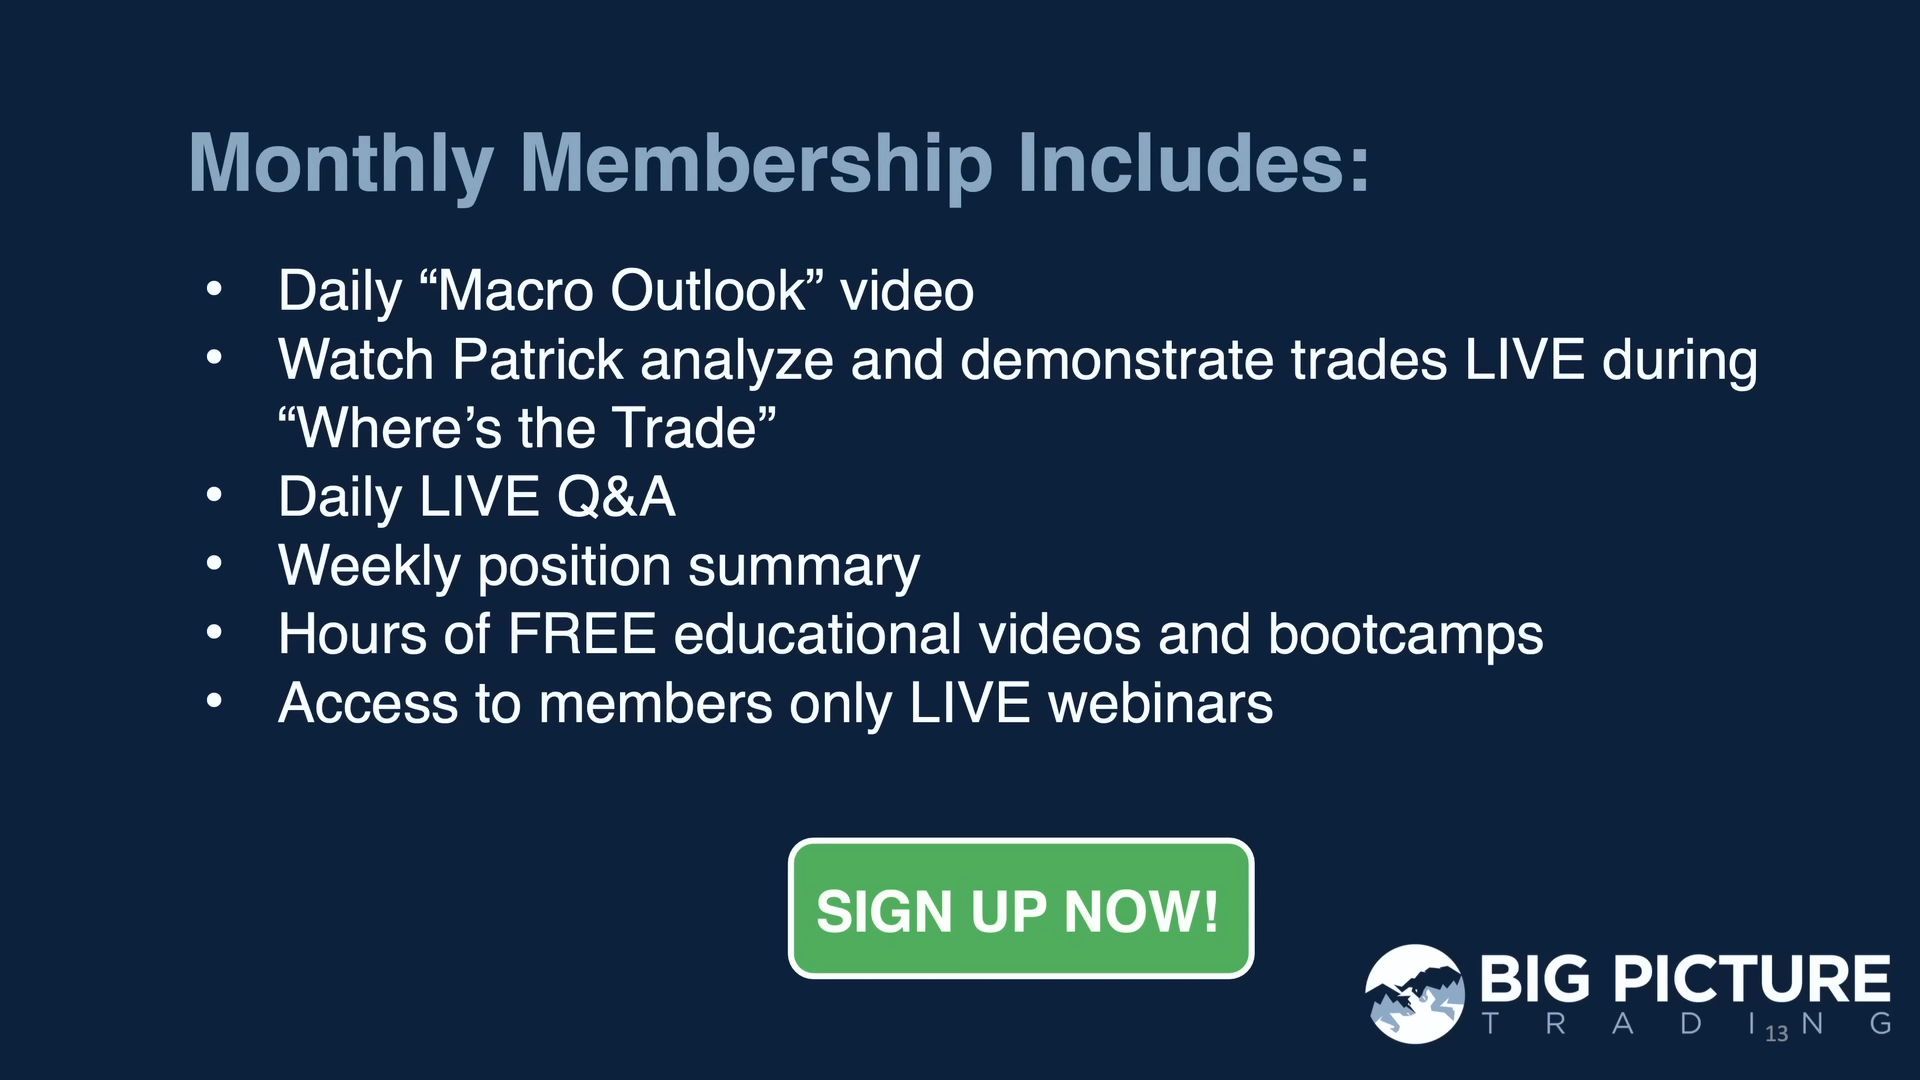 Monthly Membership Includes:
• Daily “Macro Outlook” video
• Watch Patrick analyze and demonstrate trades LIVE during
“Where’s the Trade”
• Daily LIVE Q&A
• Weekly position summary
• Hours of FREE educational videos and bootcamps
• Access to members only LIVE webinars
SIGN UP NOW!
BIG PICTURE
TRADING
13